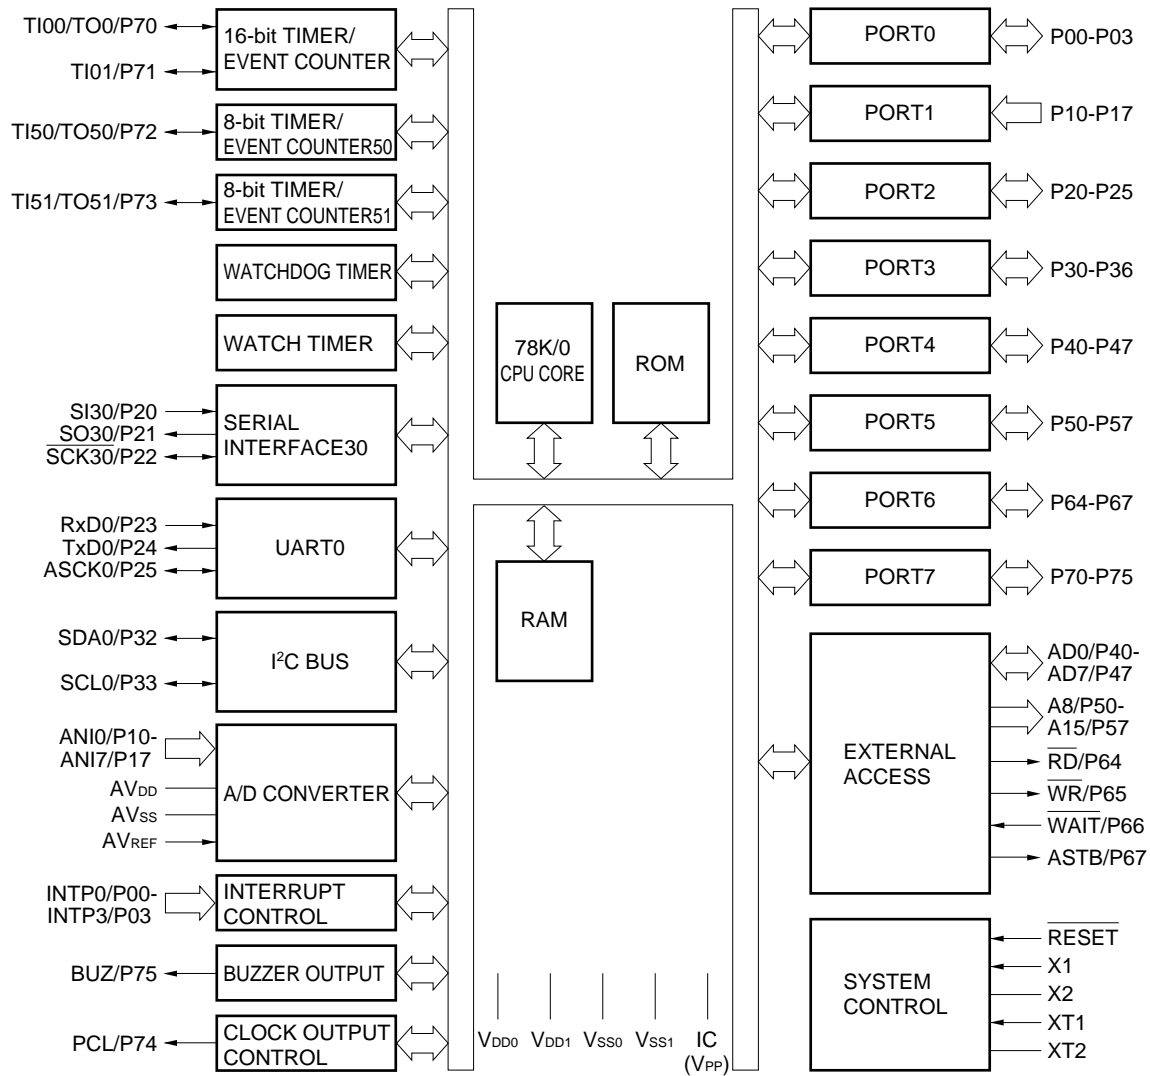 TI00/TO0/P70
TI01/P71
16-bit TIMER/
EVENT COUNTER
TI50/TO50/P72
8-bit TIMER/
EVENT COUNTER50
TI51/TO51/P73
8-bit TIMER/
EVENT COUNTER51
WATCHDOG TIMER
WATCH TIMER
SI30/P20
SO30/P21
SCK30/P22
SERIAL
INTERFACE30
RxD0/P23
TxD0/P24
ASCK0/P25
UART0
SDA0/P32
SCL0/P33
I²C BUS
ANI0/P10-
ANI7/P17
AVDD
AVSS
AVREF
A/D CONVERTER
INTP0/P00-
INTP3/P03
INTERRUPT
CONTROL
BUZ/P75
BUZZER OUTPUT
PCL/P74
CLOCK OUTPUT
CONTROL
78K/0
CPU CORE
ROM
RAM
VDD0
VDD1
VSS0
VSS1
IC
(VPP)
PORT0
P00-P03
PORT1
P10-P17
PORT2
P20-P25
PORT3
P30-P36
PORT4
P40-P47
PORT5
P50-P57
PORT6
P64-P67
PORT7
P70-P75
EXTERNAL
ACCESS
AD0/P40-
AD7/P47
A8/P50-
A15/P57
RD/P64
WR/P65
WAIT/P66
ASTB/P67
SYSTEM
CONTROL
RESET
X1
X2
XT1
XT2